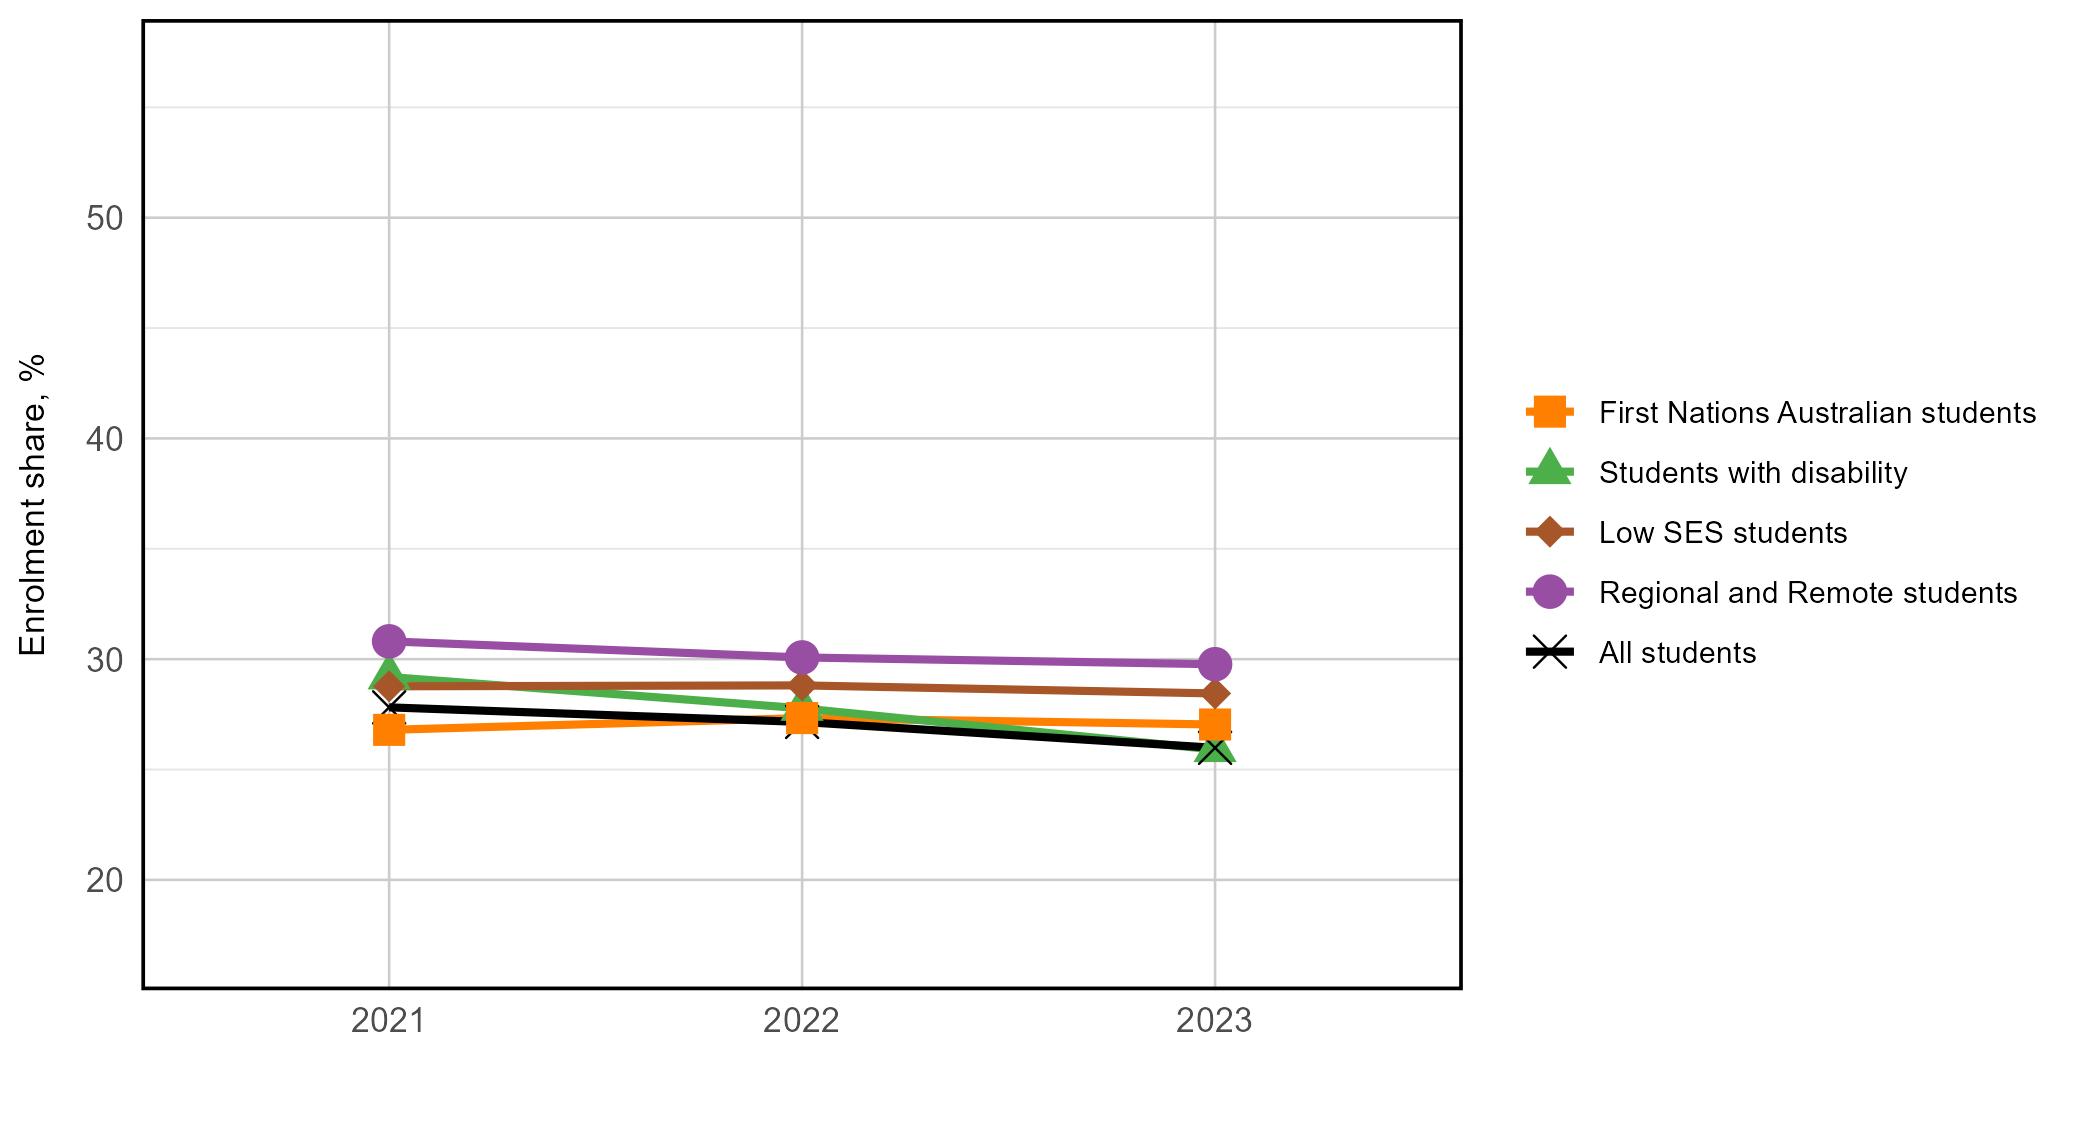 Enrolment share, %
50
40
30
20
2021
2022
2023
First Nations Australian students
Students with disability
Low SES students
Regional and Remote students
All students